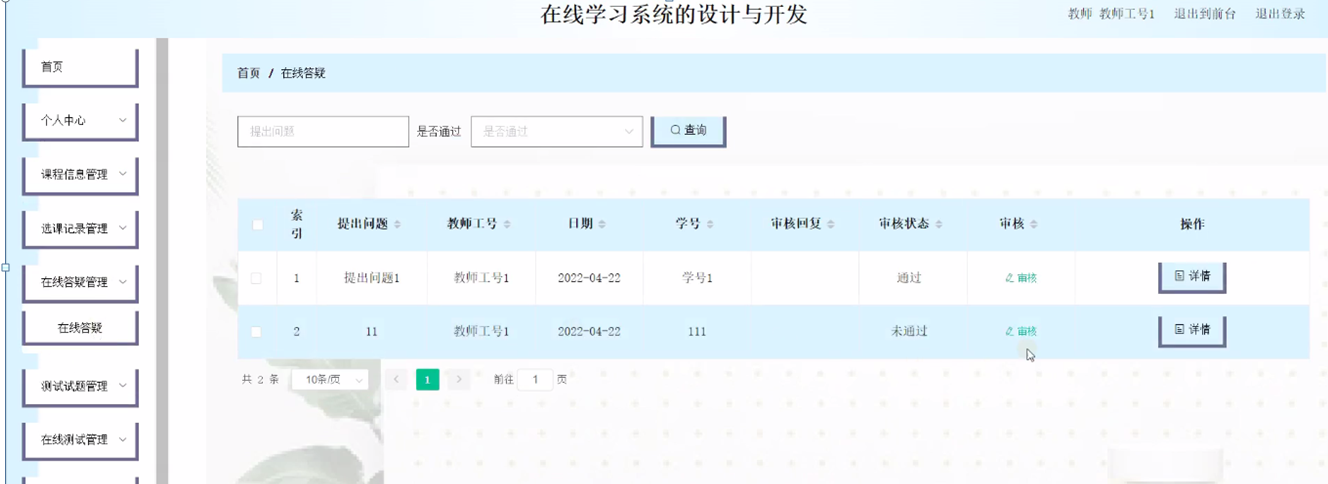 在线学习系统的设计与开发
教师 教师工号1 退出到前台 退出登录
首页
个人中心
课程信息管理
选课记录管理
在线答疑管理
在线答疑
测试试题管理
在线测试管理
首页 / 在线答疑
提出问题 是否通过 是否通过 查询
索引 提出问题 教师工号 日期 学号 审核回复 审核状态 审核 操作
1 提出问题1 教师工号1 2022-04-22 学号1 通过 审核 详情
2 11 教师工号1 2022-04-22 111 未通过 审核 详情
共 2 条 10条/页 1 前往 1 页